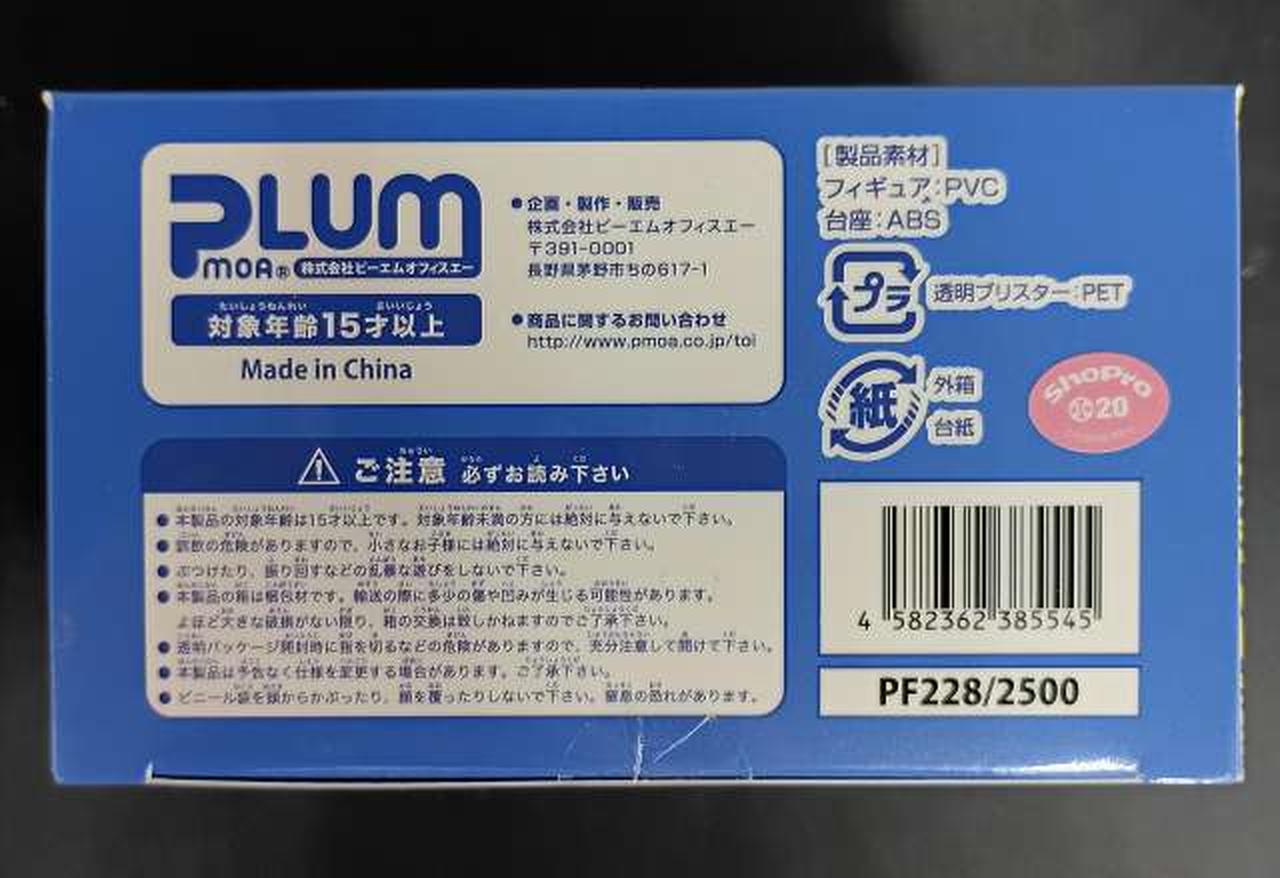 PLUM
PMOA® 株式会社ピーエムオフィスエー
たいしょうねんれい さいいじょう
対象年齢15才以上
Made in China
●企画・製作・販売
株式会社ピーエムオフィスエー
〒391-0001
長野県茅野市ちの617-1
●商品に関するお問い合わせ
http://www.pmoa.co.jp/toi
[製品素材]
フィギュア:PVC
台座:ABS
プラ 透明ブリスター:PET
紙 外箱
台紙
ShoPro
小20
⚠ ご注意 必ずお読み下さい
●本製品の対象年齢は15才以上です。対象年齢未満の方には絶対に与えないで下さい。
●誤飲の危険がありますので、小さなお子様には絶対に与えないで下さい。
●ぶつけたり、振り回すなどの乱暴な遊びをしないで下さい。
●本製品の箱は梱包材です。輸送の際に多少の傷や凹みが生じる可能性があります。
よほど大きな破損がない限り、箱の交換は致しかねますのでご了承下さい。
●透明パッケージ開封時に指を切るなどの危険がありますので、充分注意して開けて下さい。
●本製品は予告なく仕様を変更する場合があります。ご了承下さい。
●ビニール袋を頭からかぶったり、顔を覆ったりしないで下さい。窒息の恐れがあります。
4 582362 385545
PF228/2500